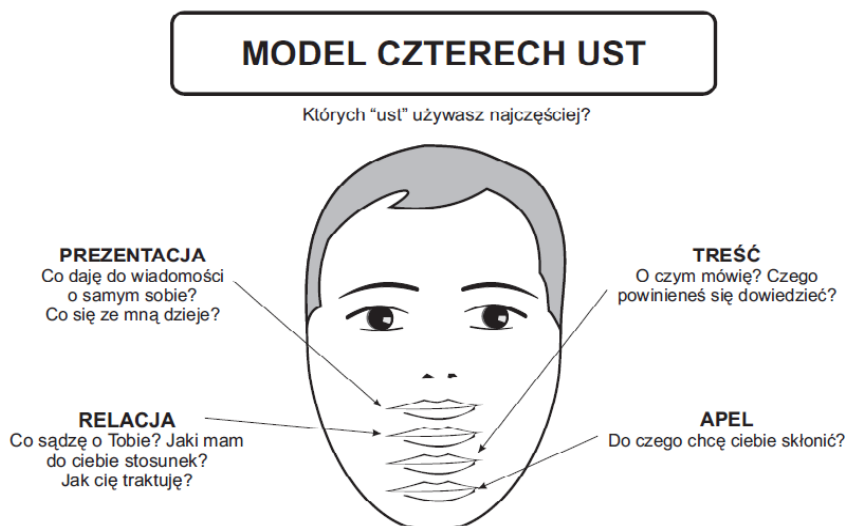 MODEL CZTERECH UST
Których “ust” używasz najczęściej?
PREZENTACJA
Co daję do wiadomości
o samym sobie?
Co się ze mną dzieje?
TREŚĆ
O czym mówię? Czego
powinieneś się dowiedzieć?
RELACJA
Co sądzę o Tobie? Jaki mam
do ciebie stosunek?
Jak cię traktuję?
APEL
Do czego chcę ciebie skłonić?